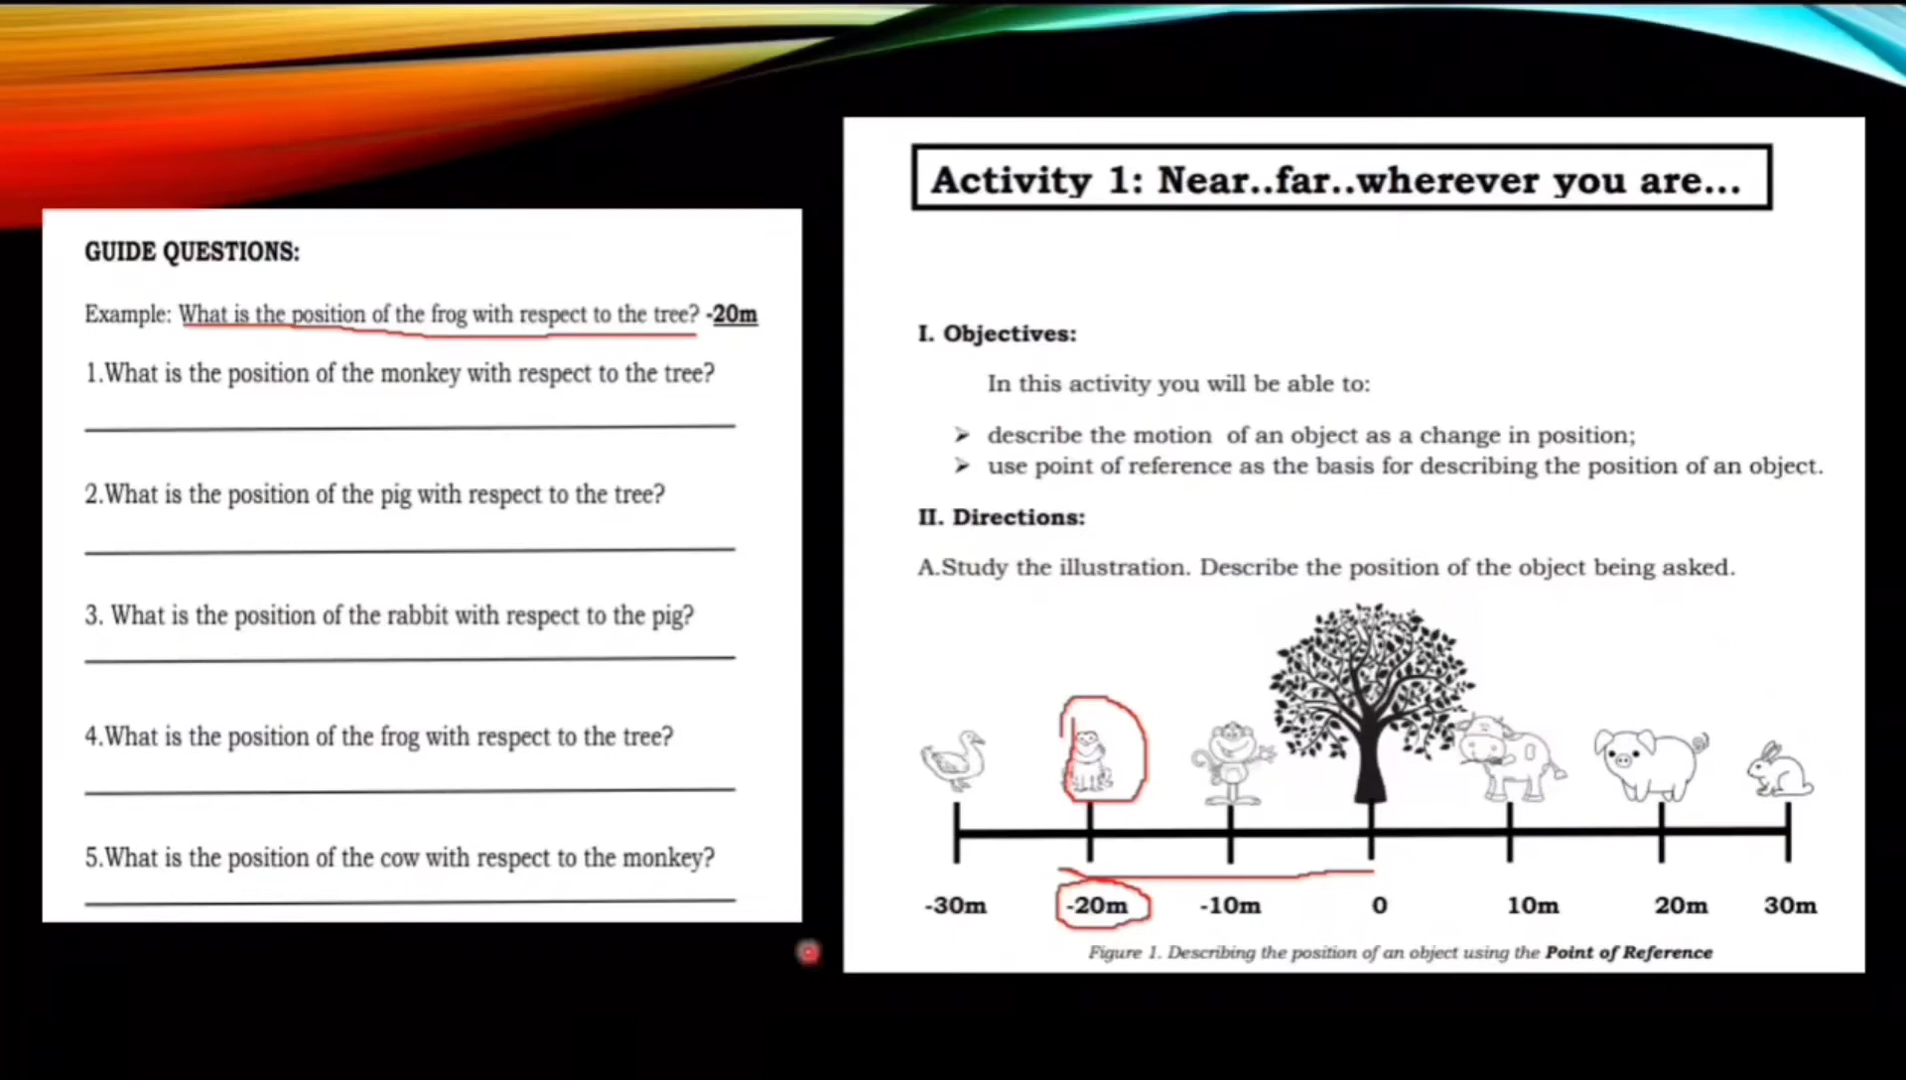 GUIDE QUESTIONS:
Example: What is the position of the frog with respect to the tree? -20m
1.What is the position of the monkey with respect to the tree?
2.What is the position of the pig with respect to the tree?
3. What is the position of the rabbit with respect to the pig?
4.What is the position of the frog with respect to the tree?
5.What is the position of the cow with respect to the monkey?
Activity 1: Near..far..wherever you are...
I. Objectives:
In this activity you will be able to:
➢ describe the motion of an object as a change in position;
➢ use point of reference as the basis for describing the position of an object.
II. Directions:
A.Study the illustration. Describe the position of the object being asked.
-30m -20m -10m 0 10m 20m 30m
Figure 1. Describing the position of an object using the Point of Reference